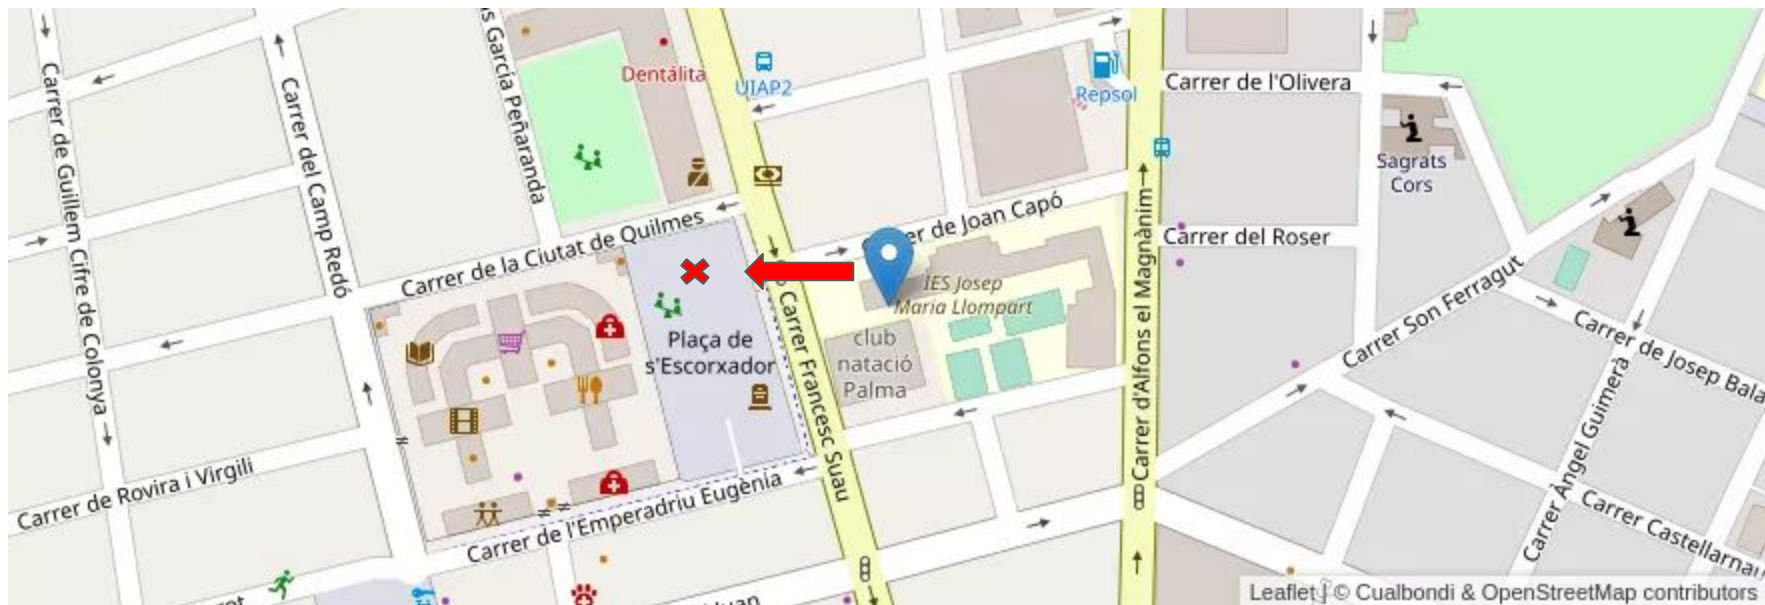 Carrer de Guillem Cifre de Colonya
Carrer del Camp Redó
García Peñaranda
Dentálita
UIAP2
Repsol
Carrer de l'Olivera
Sagrats
Cors
Carrer de la Ciutat de Quilmes
de Joan Capó
Carrer del Roser
IES Josep
Maria Llompart
Plaça de
s'Escorxador
club
natació
Palma
Carrer Francesc Suau
Carrer d'Alfons el Magnànim
Carrer Son Ferragut
Carrer de Josep Bala
Carrer Àngel Guimerà
Carrer Castellarnau
Carrer de Rovira i Virgili
Carrer de l'Emperadriu Eugènia
Leaflet | © Cualbondi & OpenStreetMap contributors